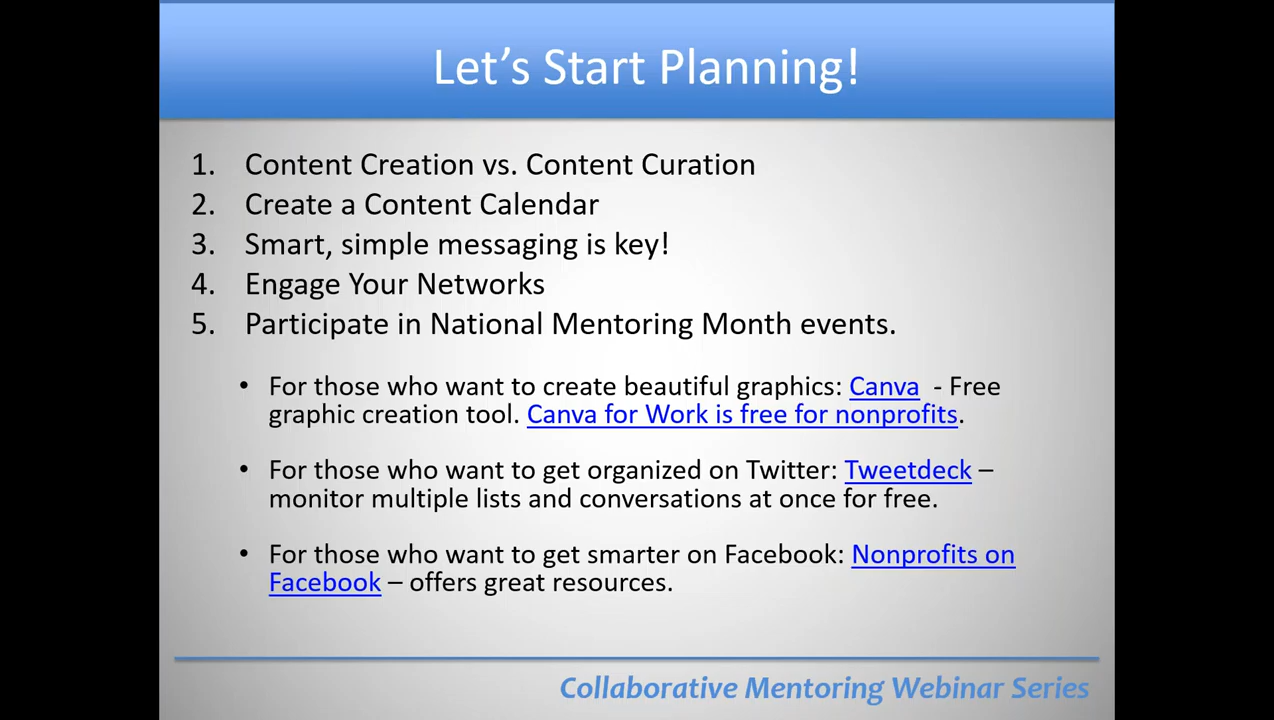 Let's Start Planning!
1. Content Creation vs. Content Curation
2. Create a Content Calendar
3. Smart, simple messaging is key!
4. Engage Your Networks
5. Participate in National Mentoring Month events.
• For those who want to create beautiful graphics: Canva - Free
graphic creation tool. Canva for Work is free for nonprofits.
• For those who want to get organized on Twitter: Tweetdeck –
monitor multiple lists and conversations at once for free.
• For those who want to get smarter on Facebook: Nonprofits on
Facebook – offers great resources.
Collaborative Mentoring Webinar Series